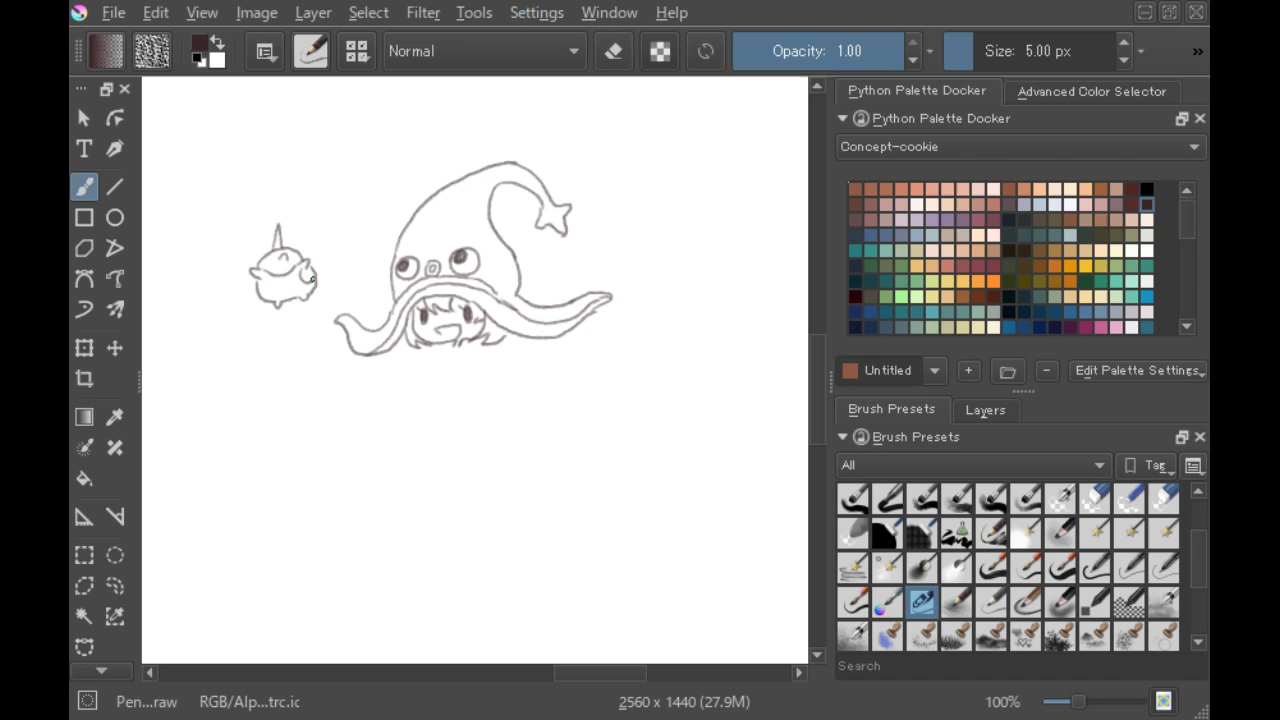 File Edit View Image Layer Select Filter Tools Settings Window Help
Normal Opacity: 1.00 Size: 5.00 px »
Python Palette Docker Advanced Color Selector
Python Palette Docker
Concept-cookie
Untitled + − Edit Palette Settings
Brush Presets Layers
Brush Presets
All Tag
Search
Pen...raw RGB/Alp...trc.ic 2560 x 1440 (27.9M) 100%